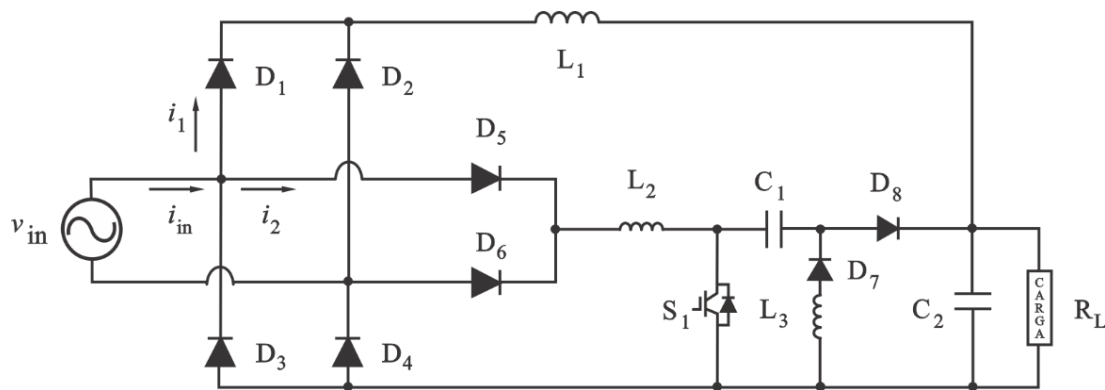 L1
D1
D2
i1
D5
L2
C1
D8
vin
iin
i2
D6
D7
S1
L3
C2
CARGA
RL
D3
D4